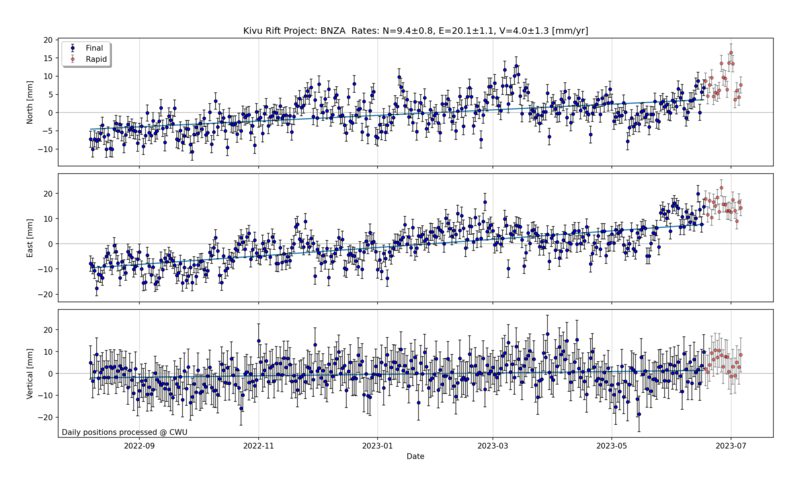 Kivu Rift Project: BNZA Rates: N=9.4±0.8, E=20.1±1.1, V=4.0±1.3 [mm/yr]
Final
Rapid
North [mm]
20
15
10
5
0
−5
−10
East [mm]
20
10
0
−10
−20
Vertical [mm]
20
10
0
−10
−20
Daily positions processed @ CWU
2022-09
2022-11
2023-01
2023-03
2023-05
2023-07
Date